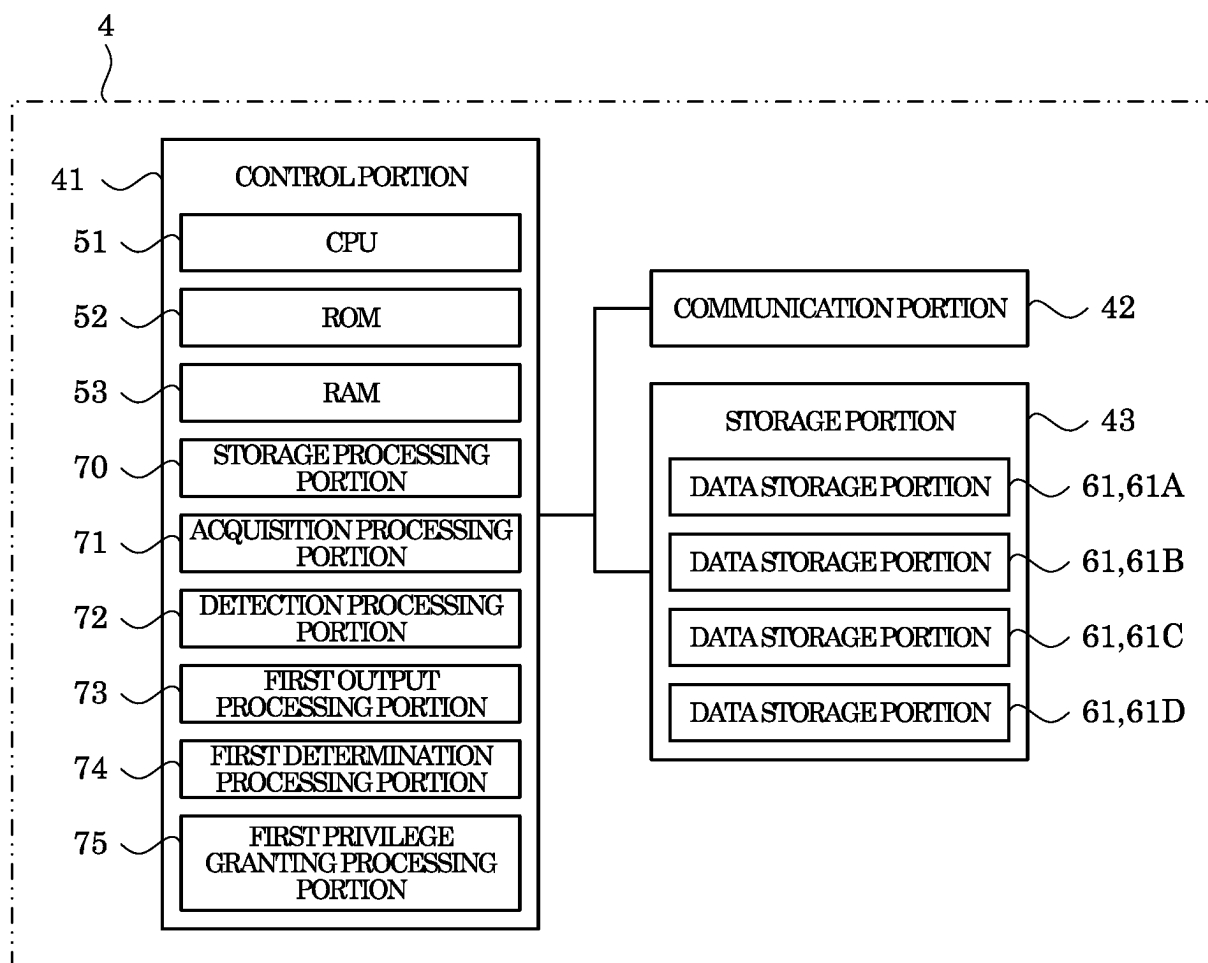 4
41
CONTROL PORTION
51
CPU
52
ROM
53
RAM
70
STORAGE PROCESSING
PORTION
71
ACQUISITION PROCESSING
PORTION
72
DETECTION PROCESSING
PORTION
73
FIRST OUTPUT
PROCESSING PORTION
74
FIRST DETERMINATION
PROCESSING PORTION
75
FIRST PRIVILEGE
GRANTING PROCESSING
PORTION
COMMUNICATION PORTION
42
STORAGE PORTION
43
DATA STORAGE PORTION
61,61A
DATA STORAGE PORTION
61,61B
DATA STORAGE PORTION
61,61C
DATA STORAGE PORTION
61,61D